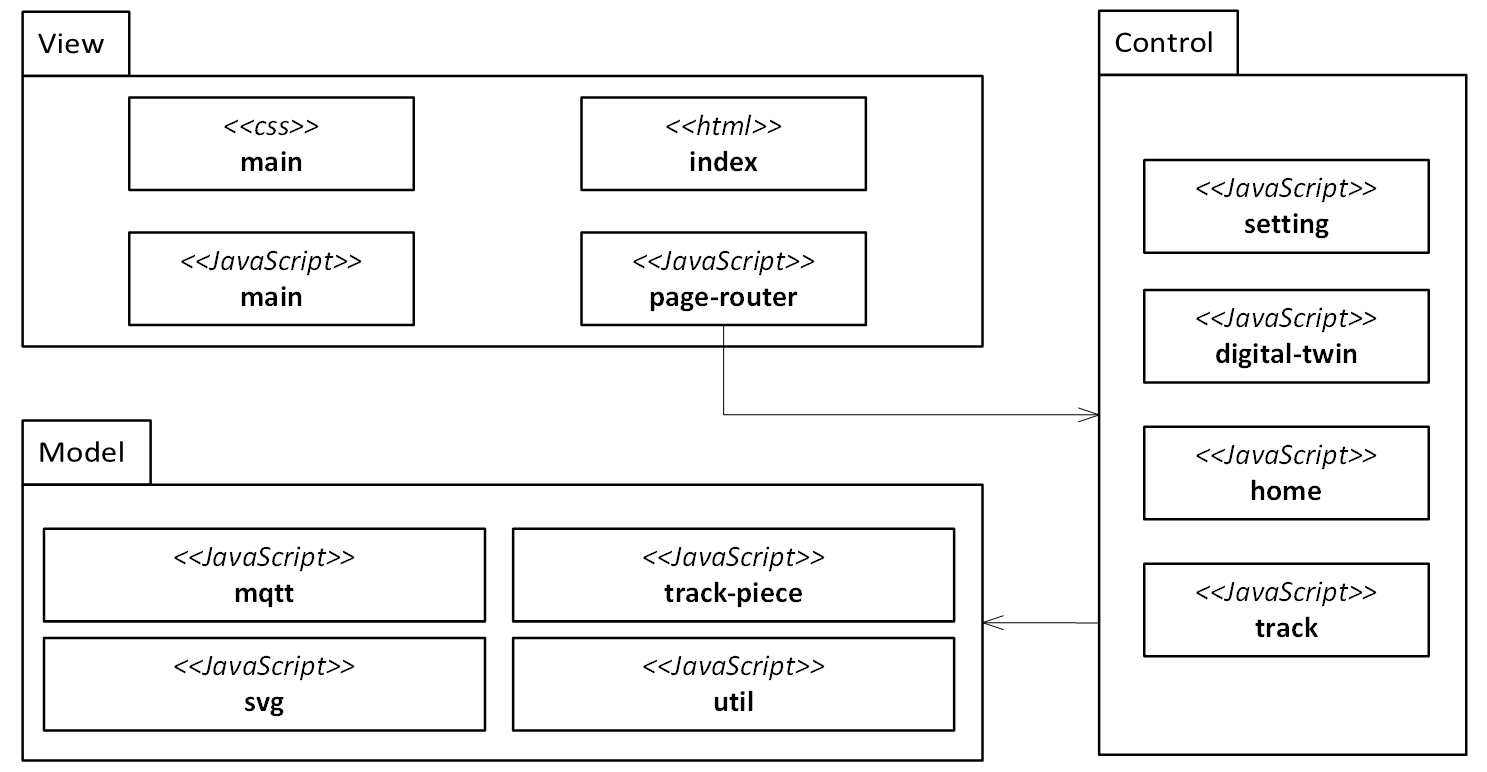 View
<<css>>
main
<<html>>
index
<<JavaScript>>
main
<<JavaScript>>
page-router
Control
<<JavaScript>>
setting
<<JavaScript>>
digital-twin
<<JavaScript>>
home
<<JavaScript>>
track
Model
<<JavaScript>>
mqtt
<<JavaScript>>
track-piece
<<JavaScript>>
svg
<<JavaScript>>
util